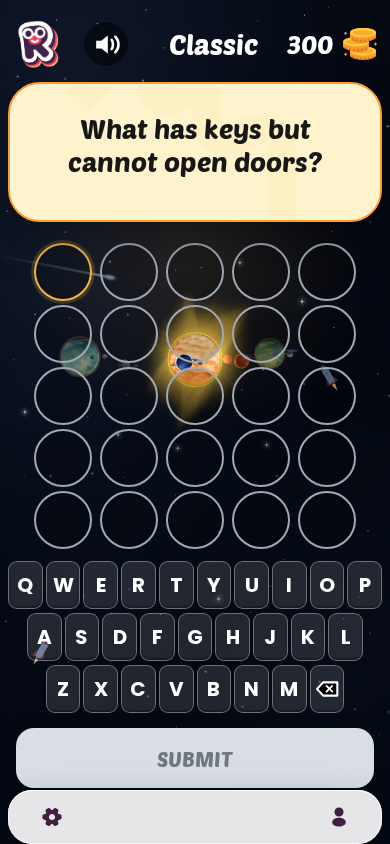 R
Classic
300
What has keys but
cannot open doors?
Q W E R T Y U I O P
A S D F G H J K L
Z X C V B N M
SUBMIT